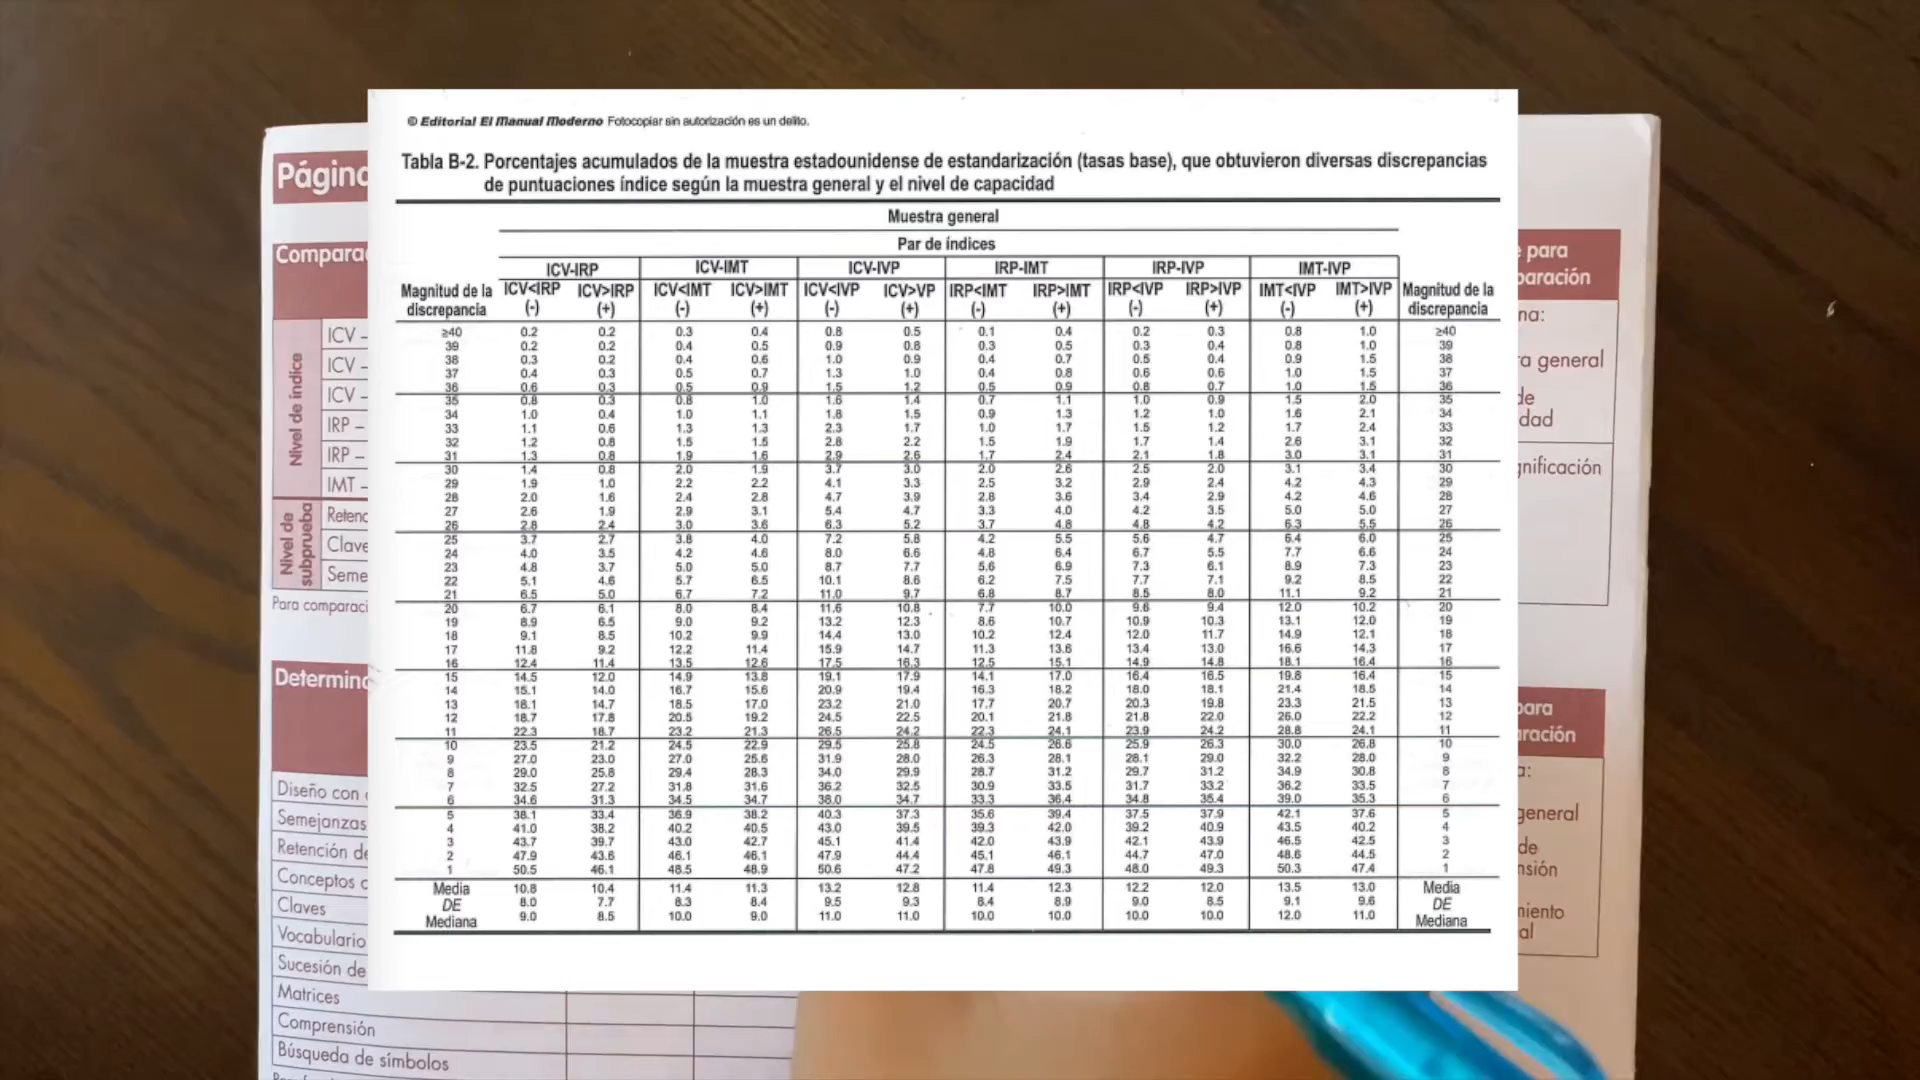 © Editorial El Manual Moderno Fotocopiar sin autorización es un delito.
Tabla B-2. Porcentajes acumulados de la muestra estadounidense de estandarización (tasas base), que obtuvieron diversas discrepancias
de puntuaciones índice según la muestra general y el nivel de capacidad
Muestra general
Par de índices
ICV-IRP ICV-IMT ICV-IVP IRP-IMT IRP-IVP IMT-IVP
Magnitud de la ICV<IRP ICV>IRP ICV<IMT ICV>IMT ICV<IVP ICV>VP IRP<IMT IRP>IMT IRP<IVP IRP>IVP IMT<IVP IMT>IVP Magnitud de la
discrepancia (-) (+) (-) (+) (-) (+) (-) (+) (-) (+) (-) (+) discrepancia
≥40 0.2 0.2 0.3 0.4 0.8 0.5 0.1 0.4 0.2 0.3 0.8 1.0 ≥40
39 0.2 0.2 0.4 0.5 0.9 0.8 0.3 0.5 0.3 0.4 0.8 1.0 39
38 0.3 0.2 0.4 0.6 1.0 0.9 0.4 0.7 0.5 0.4 0.9 1.5 38
37 0.4 0.3 0.5 0.7 1.3 1.0 0.4 0.8 0.6 0.6 1.0 1.5 37
36 0.6 0.3 0.5 0.9 1.5 1.2 0.5 0.9 0.8 0.7 1.0 1.5 36
35 0.8 0.3 0.8 1.0 1.6 1.4 0.7 1.1 1.0 0.9 1.5 2.0 35
34 1.0 0.4 1.0 1.1 1.8 1.5 0.9 1.3 1.2 1.0 1.6 2.1 34
33 1.1 0.6 1.3 1.3 2.3 1.7 1.0 1.7 1.5 1.2 1.7 2.4 33
32 1.2 0.8 1.5 1.5 2.8 2.2 1.5 1.9 1.7 1.4 2.6 3.1 32
31 1.3 0.8 1.9 1.6 2.9 2.6 1.7 2.4 2.1 1.8 3.0 3.1 31
30 1.4 0.8 2.0 1.9 3.7 3.0 2.0 2.6 2.5 2.0 3.1 3.4 30
29 1.9 1.0 2.2 2.2 4.1 3.3 2.5 3.2 2.9 2.4 4.2 4.3 29
28 2.0 1.6 2.4 2.8 4.7 3.9 2.8 3.6 3.4 2.9 4.2 4.6 28
27 2.6 1.9 2.9 3.1 5.4 4.7 3.3 4.0 4.2 3.5 5.0 5.0 27
26 2.8 2.4 3.0 3.6 6.3 5.2 3.7 4.8 4.8 4.2 6.3 5.5 26
25 3.7 2.7 3.8 4.0 7.2 5.8 4.2 5.5 5.6 4.7 6.4 6.0 25
24 4.0 3.5 4.2 4.6 8.0 6.6 4.8 6.4 6.7 5.5 7.7 6.6 24
23 4.8 3.7 5.0 5.0 8.7 7.7 5.6 6.9 7.3 6.1 8.9 7.3 23
22 5.1 4.6 5.7 6.5 10.1 8.6 6.2 7.5 7.7 7.1 9.2 8.5 22
21 6.5 5.0 6.7 7.2 11.0 9.7 6.8 8.7 8.5 8.0 11.1 9.2 21
20 6.7 6.1 8.0 8.4 11.6 10.8 7.7 10.0 9.6 9.4 12.0 10.2 20
19 8.9 6.5 9.0 9.2 13.2 12.3 8.6 10.7 10.9 10.3 13.1 12.0 19
18 9.1 8.5 10.2 9.9 14.4 13.0 10.2 12.4 12.0 11.7 14.9 12.1 18
17 11.8 9.2 12.2 11.4 15.9 14.7 11.3 13.6 13.4 13.0 16.6 14.3 17
16 12.4 11.4 13.5 12.6 17.5 16.3 12.5 15.1 14.9 14.8 18.1 16.4 16
15 14.5 12.0 14.9 13.8 19.1 17.9 14.1 17.0 16.4 16.5 19.8 16.4 15
14 15.1 14.0 16.7 15.6 20.9 19.4 16.3 18.2 18.0 18.1 21.4 18.5 14
13 18.1 14.7 18.5 17.0 23.2 21.0 17.7 20.7 20.3 19.8 23.3 21.5 13
12 18.7 17.8 20.5 19.2 24.5 22.5 20.1 21.8 21.8 22.0 26.0 22.2 12
11 22.3 18.7 23.2 21.3 26.5 24.2 22.3 24.1 23.9 24.2 28.8 24.1 11
10 23.5 21.2 24.5 22.9 29.5 25.8 24.5 26.6 25.9 26.3 30.0 26.8 10
9 27.0 23.0 27.0 25.6 31.9 28.0 26.3 28.1 28.1 29.0 32.2 28.0 9
8 29.0 25.8 29.4 28.3 34.0 29.9 28.7 31.2 29.7 31.2 34.9 30.8 8
7 32.5 27.2 31.8 31.6 36.2 32.5 30.9 33.5 31.7 33.2 36.2 33.5 7
6 34.6 31.3 34.5 34.7 38.0 34.7 33.3 36.4 34.8 35.4 39.0 35.3 6
5 38.1 33.4 36.9 38.2 40.3 37.3 35.6 39.4 37.5 37.9 42.1 37.6 5
4 41.0 38.2 40.2 40.5 43.0 39.5 39.3 42.0 39.2 40.9 43.5 40.2 4
3 43.7 39.7 43.0 42.7 45.1 41.4 42.0 43.9 42.1 43.9 46.5 42.5 3
2 47.9 43.6 46.1 46.1 47.9 44.4 45.1 46.1 44.7 47.0 48.6 44.5 2
1 50.5 46.1 48.5 48.9 50.6 47.2 47.8 49.3 48.0 49.3 50.3 47.4 1
Media 10.8 10.4 11.4 11.3 13.2 12.8 11.4 12.3 12.2 12.0 13.5 13.0 Media
DE 8.0 7.7 8.3 8.4 9.5 9.3 8.4 8.9 9.0 8.5 9.1 9.6 DE
Mediana 9.0 8.5 10.0 9.0 11.0 11.0 10.0 10.0 10.0 10.0 12.0 11.0 Mediana
Página
Compara
Nivel de índice
ICV –
ICV –
ICV –
IRP –
IRP –
IMT –
Nivel de
subprueba
Retenc
Clave
Seme
Para comparaci
Determinc
Diseño con
Semejanzas
Retención de
Conceptos c
Claves
Vocabulario
Sucesión de
Matrices
Comprensión
Búsqueda de símbolos
para
paración
na:
a general
de
dad
gnificación
para
aración
a:
general
de
nsión
niento
al